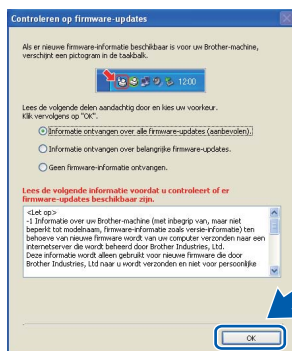 Controleren op firmware-updates
Als er nieuwe firmware-informatie beschikbaar is voor uw Brother-machine,
verschijnt een pictogram in de taakbalk.
12:00
Lees de volgende delen aandachtig door en kies uw voorkeur.
Klik vervolgens op "OK".
Informatie ontvangen over alle firmware-updates (aanbevolen).
Informatie ontvangen over belangrijke firmware-updates.
Geen firmware-informatie ontvangen.
Lees de volgende informatie voordat u controleert of er
firmware-updates beschikbaar zijn.
<Let op>
-1 Informatie over uw Brother-machine (met inbegrip van, maar niet
beperkt tot modelnaam, firmware-informatie zoals versie-informatie) ten
behoeve van nieuwe firmware wordt van uw computer verzonden naar een
internetserver die wordt beheerd door Brother Industries, Ltd.
Deze informatie wordt alleen gebruikt voor nieuwe firmware die door
Brother Industries, Ltd naar u wordt verzonden en niet voor persoonlijke
OK